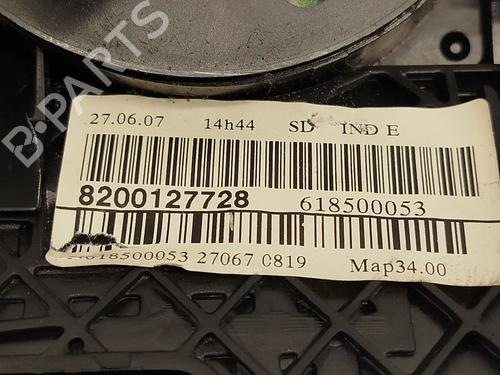 B-PARTS
27.06.07 14h44 SD IND E
8200127728 618500053
618500053 27067 0819 Map34.00